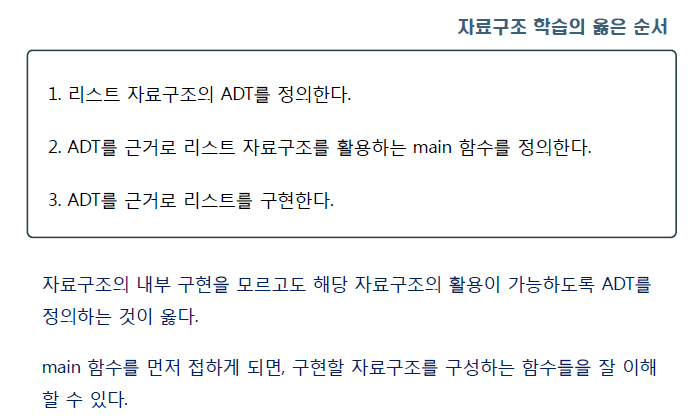 자료구조 학습의 옳은 순서
1. 리스트 자료구조의 ADT를 정의한다.
2. ADT를 근거로 리스트 자료구조를 활용하는 main 함수를 정의한다.
3. ADT를 근거로 리스트를 구현한다.
자료구조의 내부 구현을 모르고도 해당 자료구조의 활용이 가능하도록 ADT를
정의하는 것이 옳다.
main 함수를 먼저 접하게 되면, 구현할 자료구조를 구성하는 함수들을 잘 이해
할 수 있다.